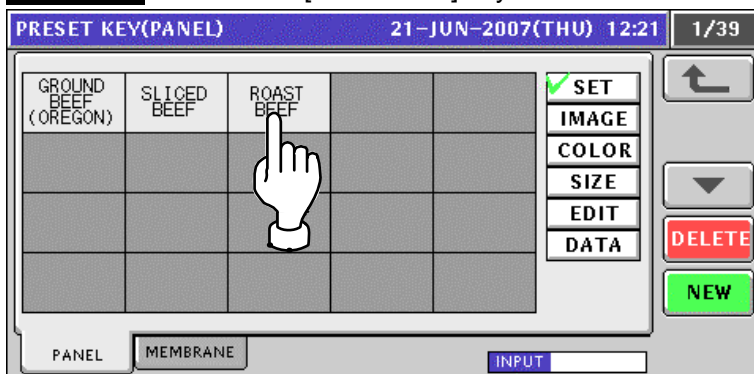 PRESET KEY(PANEL) 21-JUN-2007(THU) 12:21 1/39
GROUND
BEEF
(OREGON)
SLICED
BEEF
ROAST
BEEF
SET
IMAGE
COLOR
SIZE
EDIT
DATA
DELETE
NEW
PANEL
MEMBRANE
INPUT